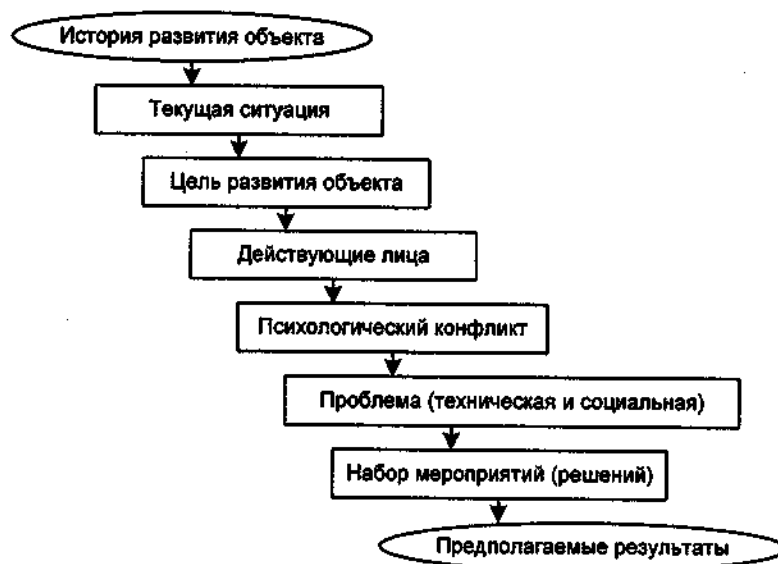 История развития объекта
Текущая ситуация
Цель развития объекта
Действующие лица
Психологический конфликт
Проблема (техническая и социальная)
Набор мероприятий (решений)
Предполагаемые результаты